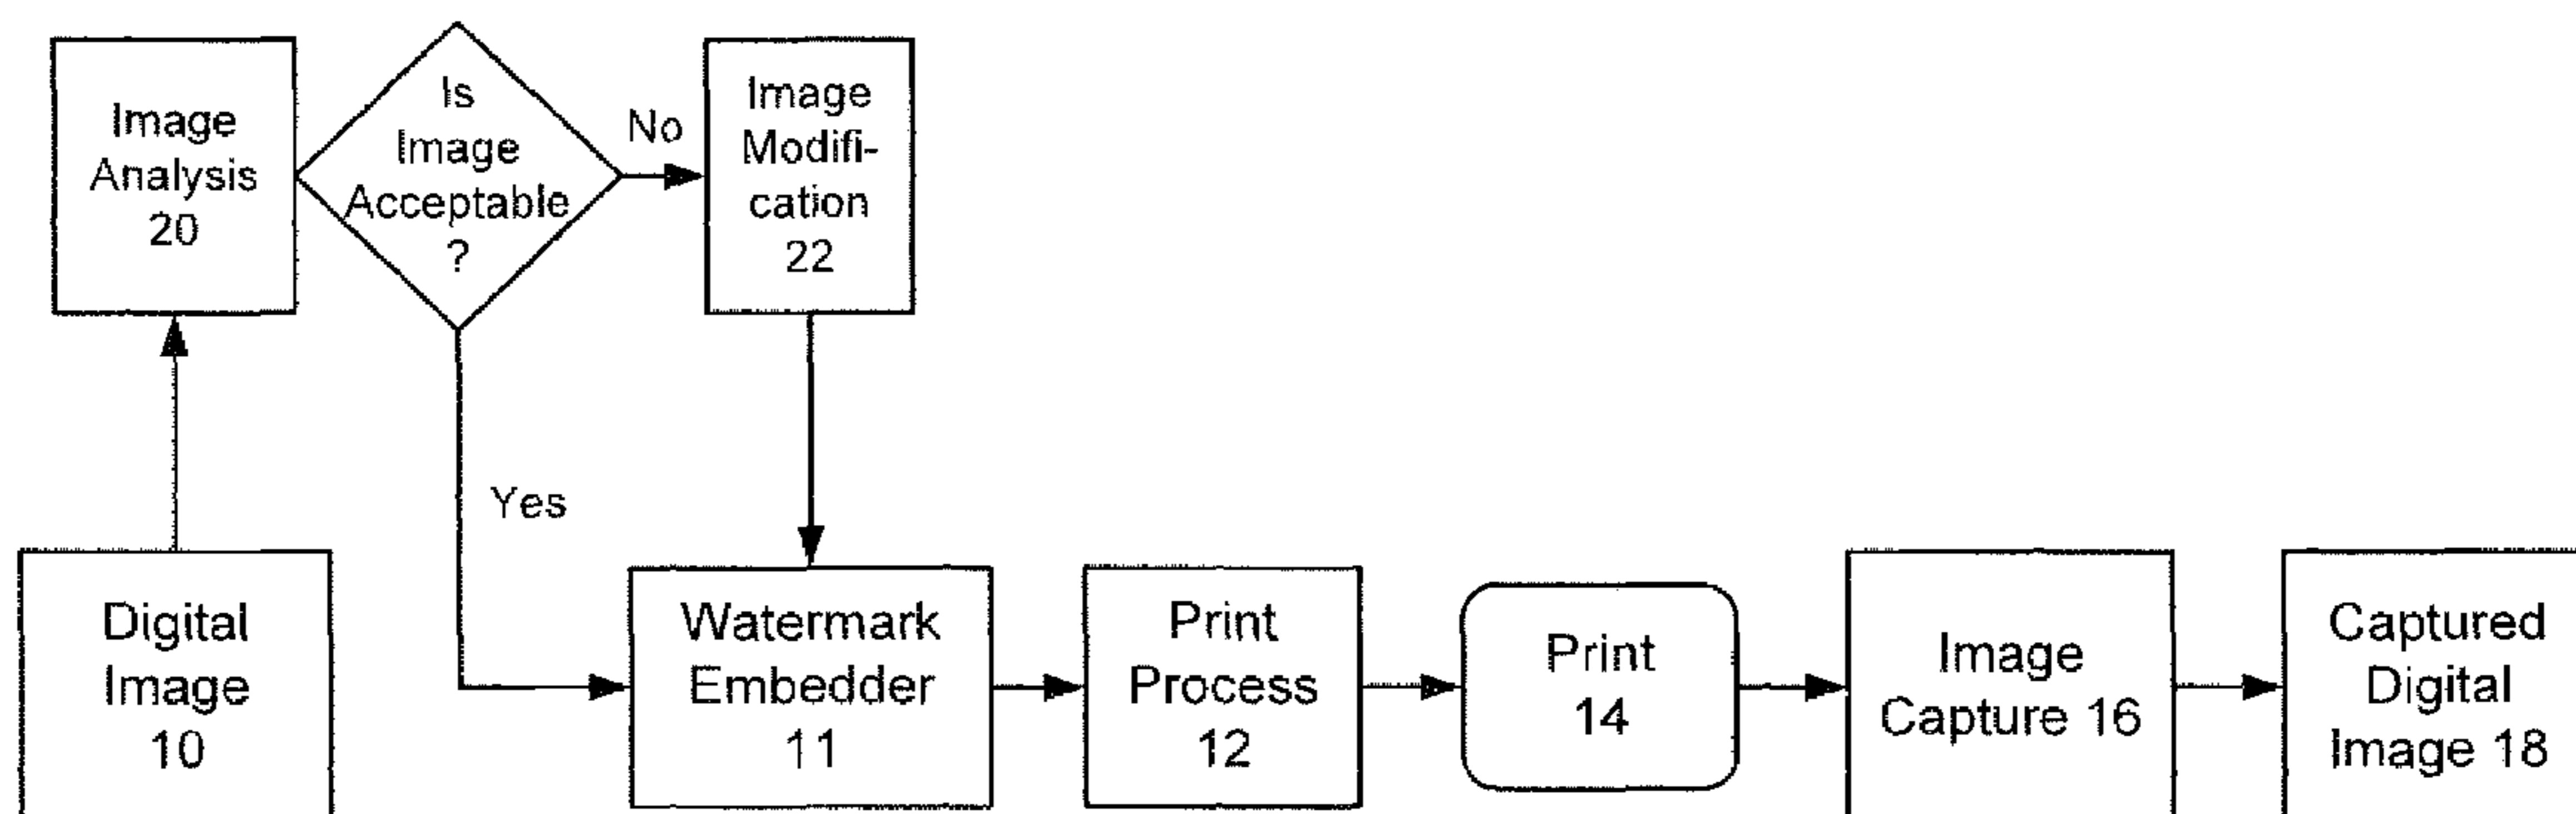 Image
Analysis
20
Is
Image
Acceptable
?
No
Image
Modifi-
cation
22
Yes
Digital
Image
10
Watermark
Embedder
11
Print
Process
12
Print
14
Image
Capture 16
Captured
Digital
Image 18